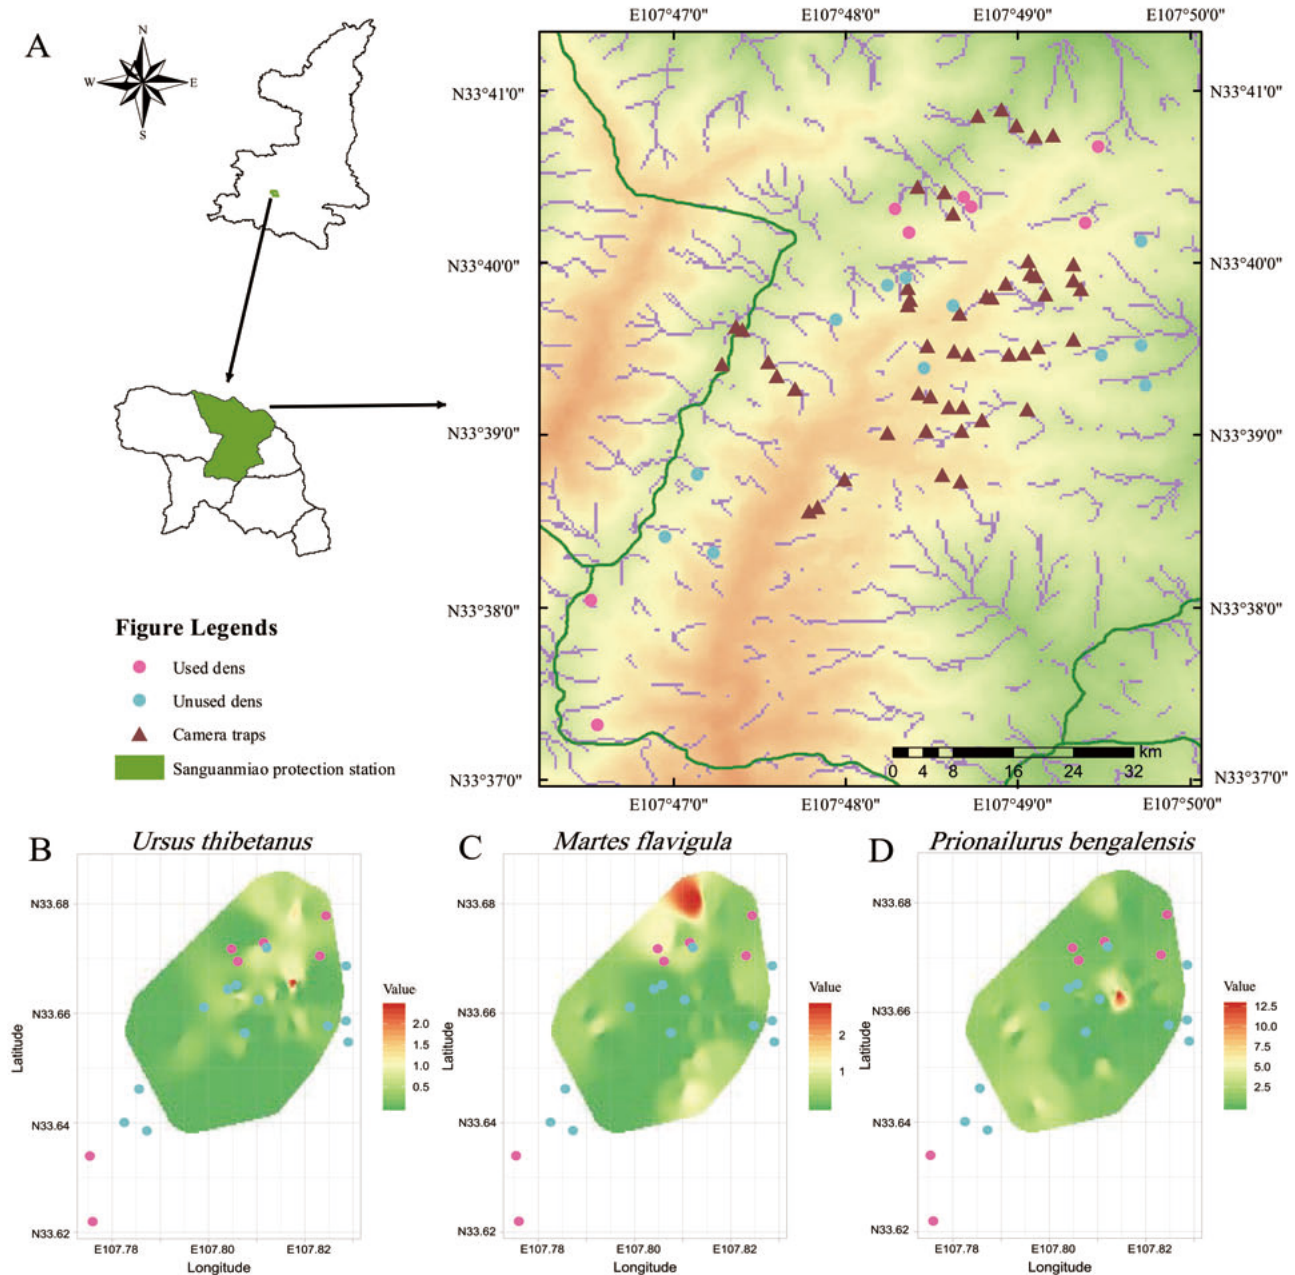 A
N
W
E
S
E107°47'0"
E107°48'0"
E107°49'0"
E107°50'0"
N33°41'0"
N33°41'0"
N33°40'0"
N33°40'0"
N33°39'0"
N33°39'0"
N33°38'0"
N33°38'0"
N33°37'0"
N33°37'0"
km
0 4 8 16 24 32
E107°47'0"
E107°48'0"
E107°49'0"
E107°50'0"
Figure Legends
Used dens
Unused dens
Camera traps
Sanguanmiao protection station
B
Ursus thibetanus
N33.68
N33.66
N33.64
N33.62
Latitude
E107.78
E107.80
E107.82
Longitude
Value
2.0
1.5
1.0
0.5
C
Martes flavigula
N33.68
N33.66
N33.64
N33.62
Latitude
E107.78
E107.80
E107.82
Longitude
Value
2
1
D
Prionailurus bengalensis
N33.68
N33.66
N33.64
N33.62
Latitude
E107.78
E107.80
E107.82
Longitude
Value
12.5
10.0
7.5
5.0
2.5